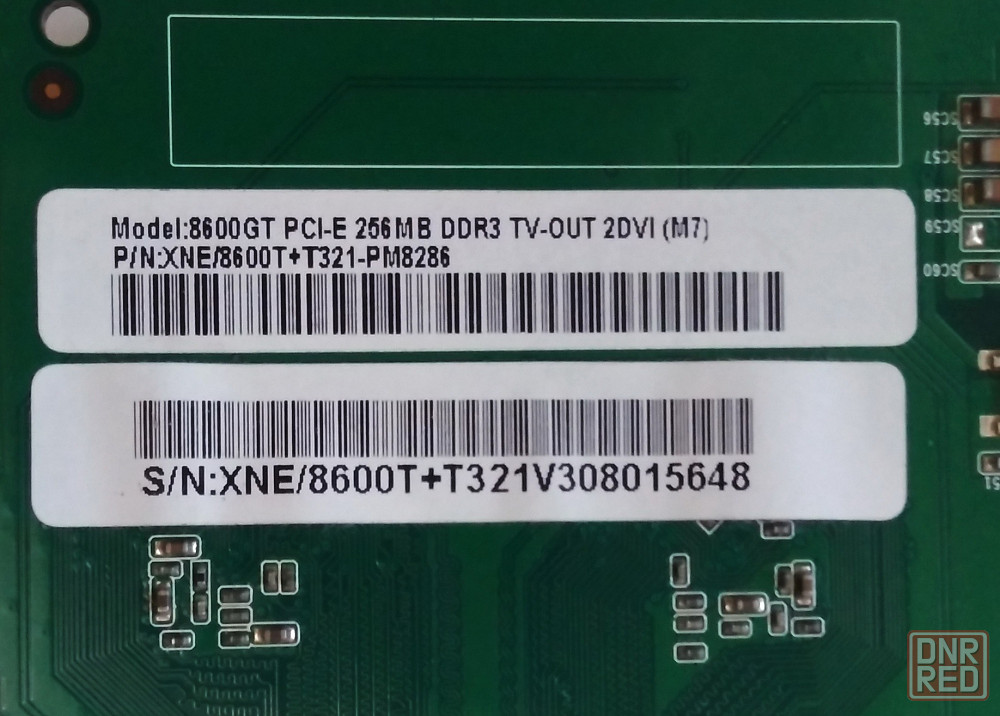 SC56
SC57
SC58
SC59
SC60
Model:8600GT PCI-E 256MB DDR3 TV-OUT 2DVI (M7)
P/N:XNE/8600T+T321-PM8286
S/N:XNE/8600T+T321V308015648
51
DNR
RED